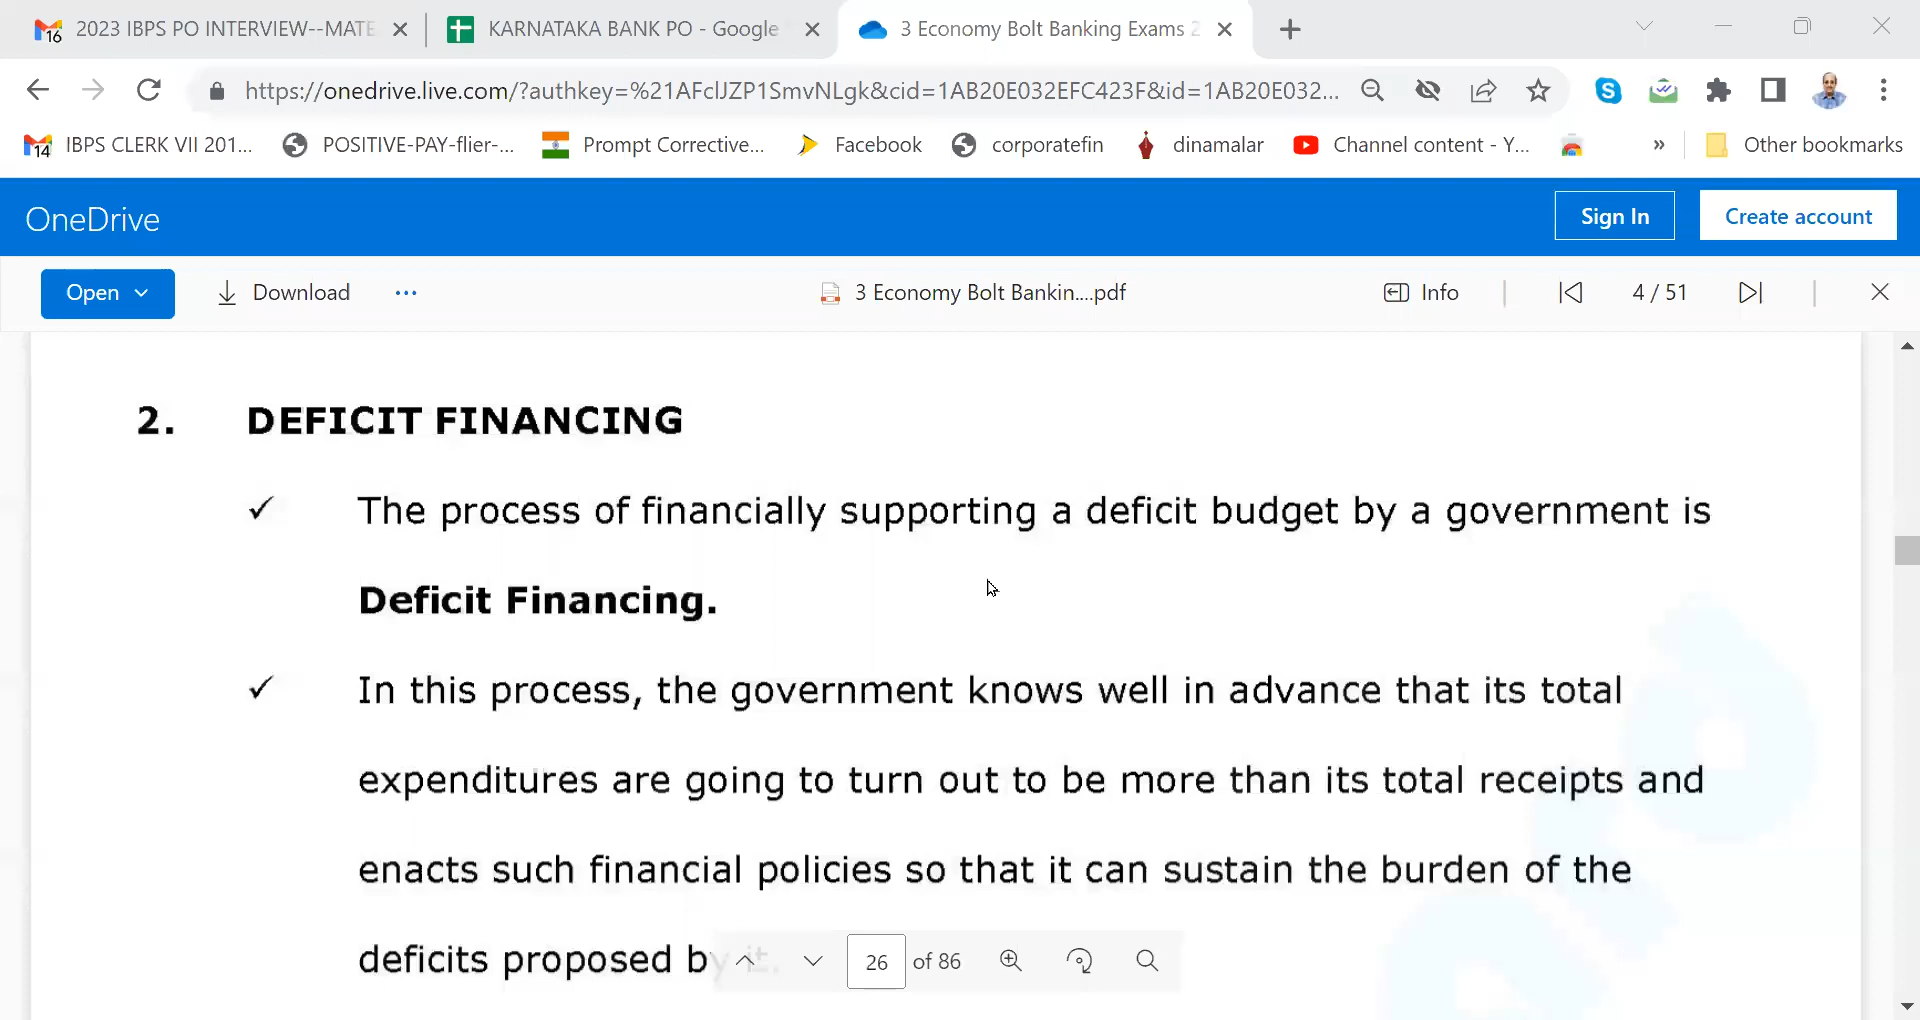 2023 IBPS PO INTERVIEW--MATE
KARNATAKA BANK PO - Google
3 Economy Bolt Banking Exams 2
16
https://onedrive.live.com/?authkey=%21AFclJZP1SmvNLgk&cid=1AB20E032EFC423F&id=1AB20E032...
14
IBPS CLERK VII 201...
POSITIVE-PAY-flier-...
Prompt Corrective...
Facebook
corporatefin
dinamalar
Channel content - Y...
»
Other bookmarks
OneDrive
Sign In
Create account
Open
Download
...
3 Economy Bolt Bankin....pdf
Info
4 / 51
2. DEFICIT FINANCING
✓ The process of financially supporting a deficit budget by a government is
Deficit Financing.
✓ In this process, the government knows well in advance that its total
expenditures are going to turn out to be more than its total receipts and
enacts such financial policies so that it can sustain the burden of the
deficits proposed by it.
26 of 86